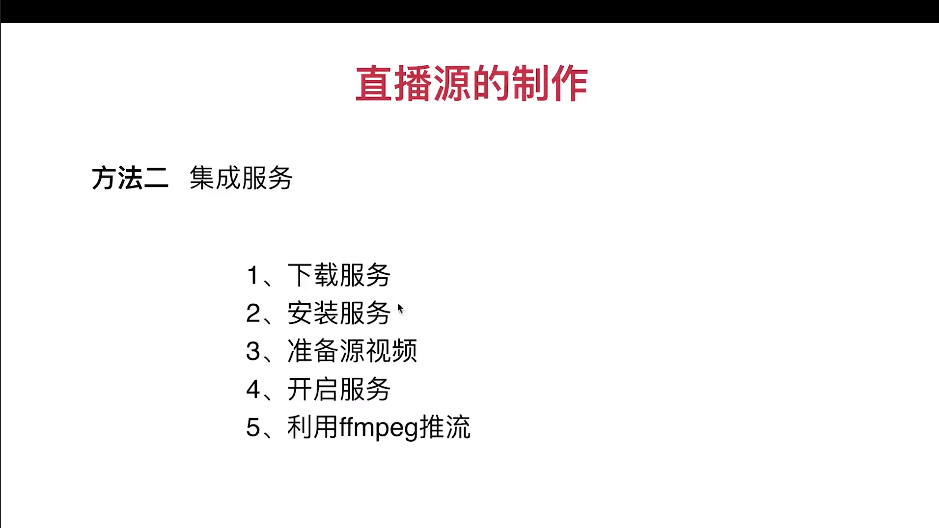 直播源的制作
方法二 集成服务
1、下载服务
2、安装服务
3、准备源视频
4、开启服务
5、利用ffmpeg推流